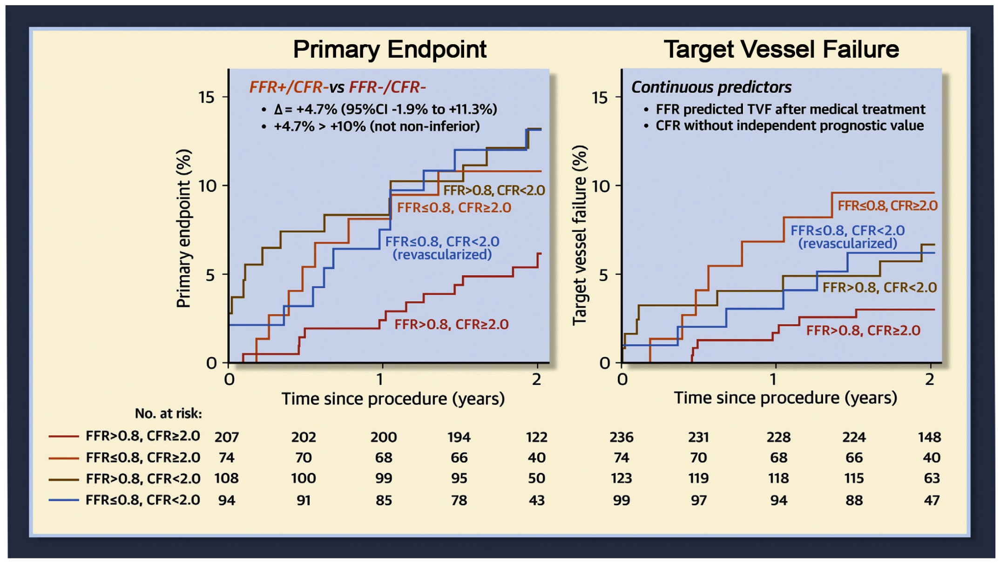 Primary Endpoint
FFR+/CFR-vs FFR-/CFR-
• Δ = +4.7% (95%CI -1.9% to +11.3%)
• +4.7% > +10% (not non-inferior)
Primary endpoint (%)
15
10
5
0
FFR>0.8, CFR<2.0
FFR≤0.8, CFR≥2.0
FFR≤0.8, CFR<2.0
(revascularized)
FFR>0.8, CFR≥2.0
0 1 2
Time since procedure (years)
Target Vessel Failure
Continuous predictors
• FFR predicted TVF after medical treatment
• CFR without independent prognostic value
Target vessel failure (%)
15
10
5
0
FFR≤0.8, CFR≥2.0
FFR≤0.8, CFR<2.0
(revascularized)
FFR>0.8, CFR<2.0
FFR>0.8, CFR≥2.0
0 1 2
Time since procedure (years)
No. at risk:
FFR>0.8, CFR≥2.0 207 202 200 194 122 236 231 228 224 148
FFR≤0.8, CFR≥2.0 74 70 68 66 40 74 70 68 66 40
FFR>0.8, CFR<2.0 108 100 99 95 50 123 119 118 115 63
FFR≤0.8, CFR<2.0 94 91 85 78 43 99 97 94 88 47